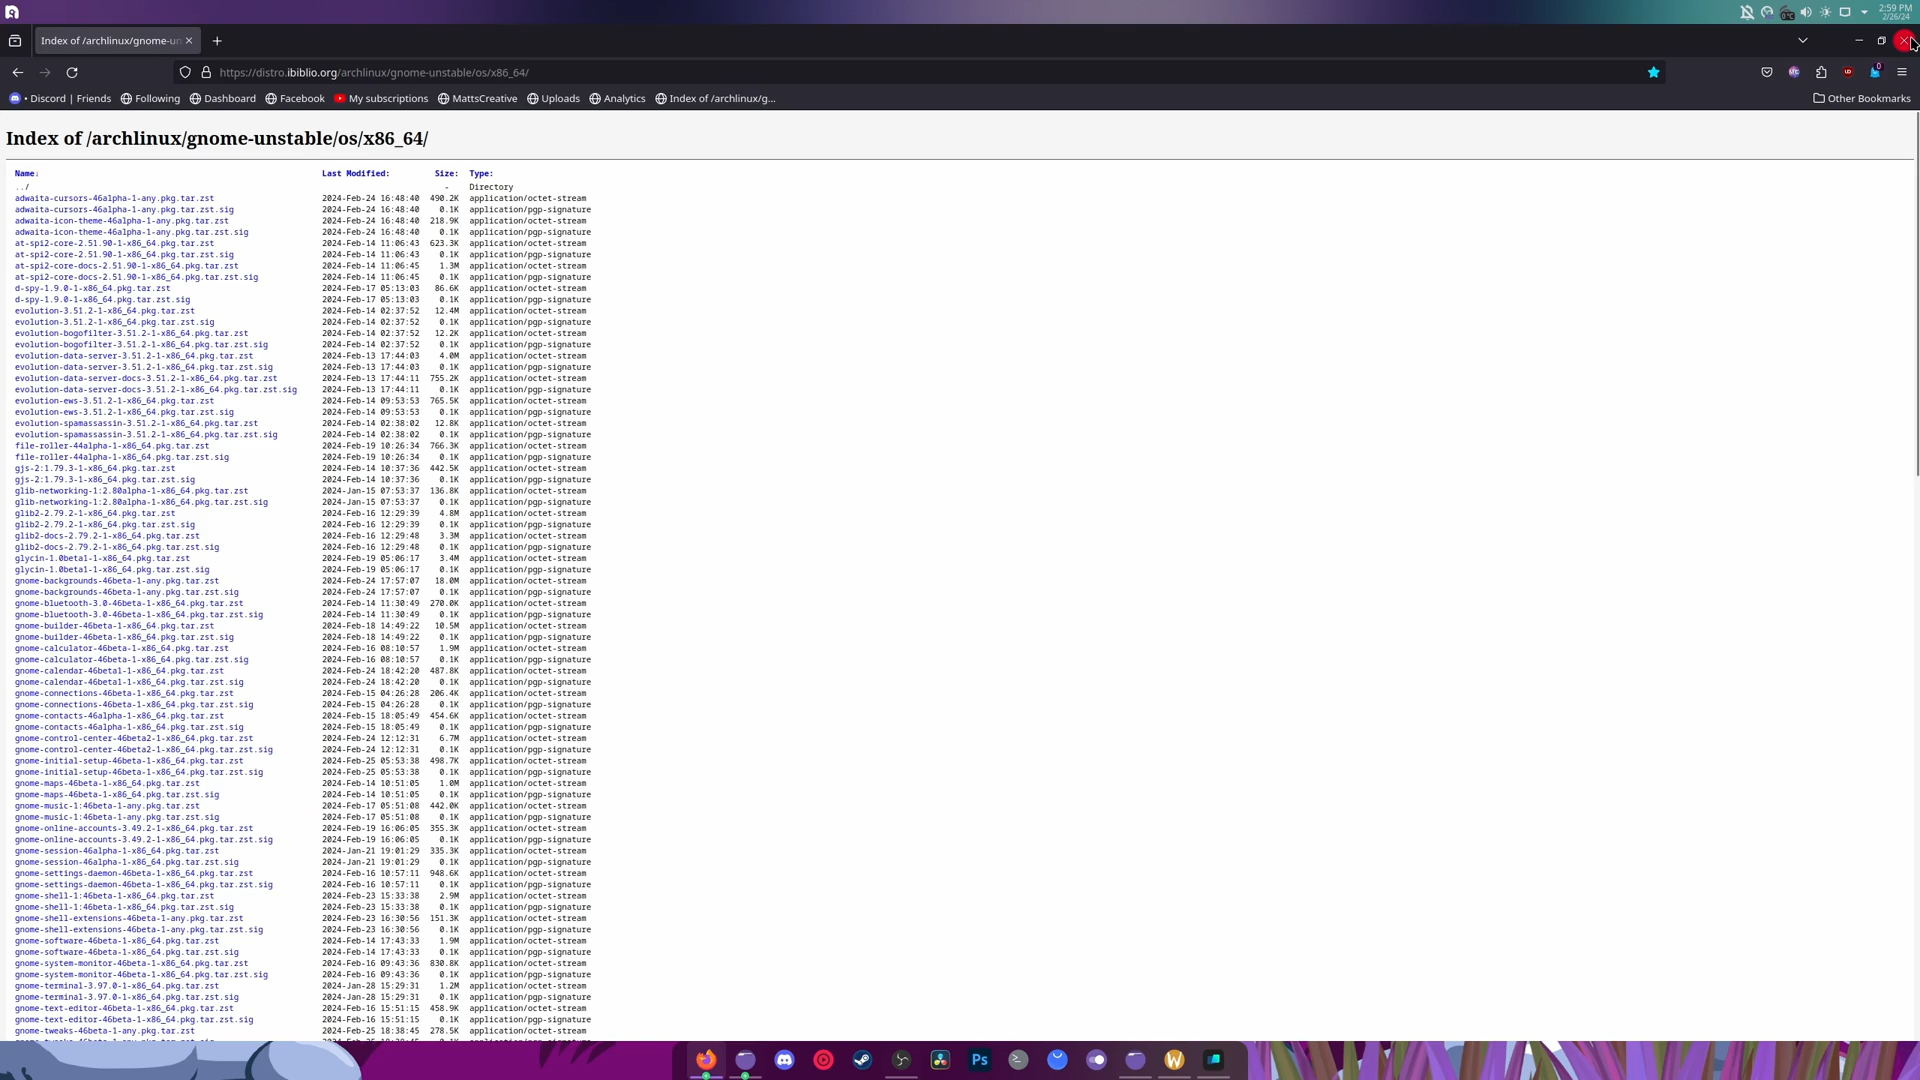 2:59 PM
2/26/24
Index of /archlinux/gnome-un
https://distro.ibiblio.org/archlinux/gnome-unstable/os/x86_64/
0
• Discord | Friends Following Dashboard Facebook My subscriptions MattsCreative Uploads Analytics Index of /archlinux/g... Other Bookmarks
Index of /archlinux/gnome-unstable/os/x86_64/
Name↓ Last Modified: Size: Type:
../ - Directory
adwaita-cursors-46alpha-1-any.pkg.tar.zst 2024-Feb-24 16:48:40 490.2K application/octet-stream
adwaita-cursors-46alpha-1-any.pkg.tar.zst.sig 2024-Feb-24 16:48:40 0.1K application/pgp-signature
adwaita-icon-theme-46alpha-1-any.pkg.tar.zst 2024-Feb-24 16:48:40 218.9K application/octet-stream
adwaita-icon-theme-46alpha-1-any.pkg.tar.zst.sig 2024-Feb-24 16:48:40 0.1K application/pgp-signature
at-spi2-core-2.51.90-1-x86_64.pkg.tar.zst 2024-Feb-14 11:06:43 623.3K application/octet-stream
at-spi2-core-2.51.90-1-x86_64.pkg.tar.zst.sig 2024-Feb-14 11:06:43 0.1K application/pgp-signature
at-spi2-core-docs-2.51.90-1-x86_64.pkg.tar.zst 2024-Feb-14 11:06:45 1.3M application/octet-stream
at-spi2-core-docs-2.51.90-1-x86_64.pkg.tar.zst.sig 2024-Feb-14 11:06:45 0.1K application/pgp-signature
d-spy-1.9.0-1-x86_64.pkg.tar.zst 2024-Feb-17 05:13:03 86.6K application/octet-stream
d-spy-1.9.0-1-x86_64.pkg.tar.zst.sig 2024-Feb-17 05:13:03 0.1K application/pgp-signature
evolution-3.51.2-1-x86_64.pkg.tar.zst 2024-Feb-14 02:37:52 12.4M application/octet-stream
evolution-3.51.2-1-x86_64.pkg.tar.zst.sig 2024-Feb-14 02:37:52 0.1K application/pgp-signature
evolution-bogofilter-3.51.2-1-x86_64.pkg.tar.zst 2024-Feb-14 02:37:52 12.2K application/octet-stream
evolution-bogofilter-3.51.2-1-x86_64.pkg.tar.zst.sig 2024-Feb-14 02:37:52 0.1K application/pgp-signature
evolution-data-server-3.51.2-1-x86_64.pkg.tar.zst 2024-Feb-13 17:44:03 4.0M application/octet-stream
evolution-data-server-3.51.2-1-x86_64.pkg.tar.zst.sig 2024-Feb-13 17:44:03 0.1K application/pgp-signature
evolution-data-server-docs-3.51.2-1-x86_64.pkg.tar.zst 2024-Feb-13 17:44:11 755.2K application/octet-stream
evolution-data-server-docs-3.51.2-1-x86_64.pkg.tar.zst.sig 2024-Feb-13 17:44:11 0.1K application/pgp-signature
evolution-ews-3.51.2-1-x86_64.pkg.tar.zst 2024-Feb-14 09:53:53 765.5K application/octet-stream
evolution-ews-3.51.2-1-x86_64.pkg.tar.zst.sig 2024-Feb-14 09:53:53 0.1K application/pgp-signature
evolution-spamassassin-3.51.2-1-x86_64.pkg.tar.zst 2024-Feb-14 02:38:02 12.8K application/octet-stream
evolution-spamassassin-3.51.2-1-x86_64.pkg.tar.zst.sig 2024-Feb-14 02:38:02 0.1K application/pgp-signature
file-roller-44alpha-1-x86_64.pkg.tar.zst 2024-Feb-19 10:26:34 766.3K application/octet-stream
file-roller-44alpha-1-x86_64.pkg.tar.zst.sig 2024-Feb-19 10:26:34 0.1K application/pgp-signature
gjs-2:1.79.3-1-x86_64.pkg.tar.zst 2024-Feb-14 10:37:36 442.5K application/octet-stream
gjs-2:1.79.3-1-x86_64.pkg.tar.zst.sig 2024-Feb-14 10:37:36 0.1K application/pgp-signature
glib-networking-1:2.80alpha-1-x86_64.pkg.tar.zst 2024-Jan-15 07:53:37 136.8K application/octet-stream
glib-networking-1:2.80alpha-1-x86_64.pkg.tar.zst.sig 2024-Jan-15 07:53:37 0.1K application/pgp-signature
glib2-2.79.2-1-x86_64.pkg.tar.zst 2024-Feb-16 12:29:39 4.8M application/octet-stream
glib2-2.79.2-1-x86_64.pkg.tar.zst.sig 2024-Feb-16 12:29:39 0.1K application/pgp-signature
glib2-docs-2.79.2-1-x86_64.pkg.tar.zst 2024-Feb-16 12:29:48 3.3M application/octet-stream
glib2-docs-2.79.2-1-x86_64.pkg.tar.zst.sig 2024-Feb-16 12:29:48 0.1K application/pgp-signature
glycin-1.0beta1-1-x86_64.pkg.tar.zst 2024-Feb-19 05:06:17 3.4M application/octet-stream
glycin-1.0beta1-1-x86_64.pkg.tar.zst.sig 2024-Feb-19 05:06:17 0.1K application/pgp-signature
gnome-backgrounds-46beta-1-any.pkg.tar.zst 2024-Feb-24 17:57:07 18.0M application/octet-stream
gnome-backgrounds-46beta-1-any.pkg.tar.zst.sig 2024-Feb-24 17:57:07 0.1K application/pgp-signature
gnome-bluetooth-3.0-46beta-1-x86_64.pkg.tar.zst 2024-Feb-14 11:30:49 270.0K application/octet-stream
gnome-bluetooth-3.0-46beta-1-x86_64.pkg.tar.zst.sig 2024-Feb-14 11:30:49 0.1K application/pgp-signature
gnome-builder-46beta-1-x86_64.pkg.tar.zst 2024-Feb-18 14:49:22 10.5M application/octet-stream
gnome-builder-46beta-1-x86_64.pkg.tar.zst.sig 2024-Feb-18 14:49:22 0.1K application/pgp-signature
gnome-calculator-46beta-1-x86_64.pkg.tar.zst 2024-Feb-16 08:10:57 1.9M application/octet-stream
gnome-calculator-46beta-1-x86_64.pkg.tar.zst.sig 2024-Feb-16 08:10:57 0.1K application/pgp-signature
gnome-calendar-46beta1-1-x86_64.pkg.tar.zst 2024-Feb-24 18:42:20 487.8K application/octet-stream
gnome-calendar-46beta1-1-x86_64.pkg.tar.zst.sig 2024-Feb-24 18:42:20 0.1K application/pgp-signature
gnome-connections-46beta-1-x86_64.pkg.tar.zst 2024-Feb-15 04:26:28 206.4K application/octet-stream
gnome-connections-46beta-1-x86_64.pkg.tar.zst.sig 2024-Feb-15 04:26:28 0.1K application/pgp-signature
gnome-contacts-46alpha-1-x86_64.pkg.tar.zst 2024-Feb-15 18:05:49 454.6K application/octet-stream
gnome-contacts-46alpha-1-x86_64.pkg.tar.zst.sig 2024-Feb-15 18:05:49 0.1K application/pgp-signature
gnome-control-center-46beta2-1-x86_64.pkg.tar.zst 2024-Feb-24 12:12:31 6.7M application/octet-stream
gnome-control-center-46beta2-1-x86_64.pkg.tar.zst.sig 2024-Feb-24 12:12:31 0.1K application/pgp-signature
gnome-initial-setup-46beta-1-x86_64.pkg.tar.zst 2024-Feb-25 05:53:38 498.7K application/octet-stream
gnome-initial-setup-46beta-1-x86_64.pkg.tar.zst.sig 2024-Feb-25 05:53:38 0.1K application/pgp-signature
gnome-maps-46beta-1-x86_64.pkg.tar.zst 2024-Feb-14 10:51:05 1.0M application/octet-stream
gnome-maps-46beta-1-x86_64.pkg.tar.zst.sig 2024-Feb-14 10:51:05 0.1K application/pgp-signature
gnome-music-1:46beta-1-any.pkg.tar.zst 2024-Feb-17 05:51:08 442.0K application/octet-stream
gnome-music-1:46beta-1-any.pkg.tar.zst.sig 2024-Feb-17 05:51:08 0.1K application/pgp-signature
gnome-online-accounts-3.49.2-1-x86_64.pkg.tar.zst 2024-Feb-19 16:06:05 355.3K application/octet-stream
gnome-online-accounts-3.49.2-1-x86_64.pkg.tar.zst.sig 2024-Feb-19 16:06:05 0.1K application/pgp-signature
gnome-session-46alpha-1-x86_64.pkg.tar.zst 2024-Jan-21 19:01:29 335.3K application/octet-stream
gnome-session-46alpha-1-x86_64.pkg.tar.zst.sig 2024-Jan-21 19:01:29 0.1K application/pgp-signature
gnome-settings-daemon-46beta-1-x86_64.pkg.tar.zst 2024-Feb-16 10:57:11 948.6K application/octet-stream
gnome-settings-daemon-46beta-1-x86_64.pkg.tar.zst.sig 2024-Feb-16 10:57:11 0.1K application/pgp-signature
gnome-shell-1:46beta-1-x86_64.pkg.tar.zst 2024-Feb-23 15:33:38 2.9M application/octet-stream
gnome-shell-1:46beta-1-x86_64.pkg.tar.zst.sig 2024-Feb-23 15:33:38 0.1K application/pgp-signature
gnome-shell-extensions-46beta-1-any.pkg.tar.zst 2024-Feb-23 16:30:56 151.3K application/octet-stream
gnome-shell-extensions-46beta-1-any.pkg.tar.zst.sig 2024-Feb-23 16:30:56 0.1K application/pgp-signature
gnome-software-46beta-1-x86_64.pkg.tar.zst 2024-Feb-14 17:43:33 1.9M application/octet-stream
gnome-software-46beta-1-x86_64.pkg.tar.zst.sig 2024-Feb-14 17:43:33 0.1K application/pgp-signature
gnome-system-monitor-46beta-1-x86_64.pkg.tar.zst 2024-Feb-16 09:43:36 830.8K application/octet-stream
gnome-system-monitor-46beta-1-x86_64.pkg.tar.zst.sig 2024-Feb-16 09:43:36 0.1K application/pgp-signature
gnome-terminal-3.97.0-1-x86_64.pkg.tar.zst 2024-Jan-28 15:29:31 1.2M application/octet-stream
gnome-terminal-3.97.0-1-x86_64.pkg.tar.zst.sig 2024-Jan-28 15:29:31 0.1K application/pgp-signature
gnome-text-editor-46beta-1-x86_64.pkg.tar.zst 2024-Feb-16 15:51:15 458.9K application/octet-stream
gnome-text-editor-46beta-1-x86_64.pkg.tar.zst.sig 2024-Feb-16 15:51:15 0.1K application/pgp-signature
gnome-tweaks-46beta-1-any.pkg.tar.zst 2024-Feb-25 18:38:45 278.5K application/octet-stream
Ps
W